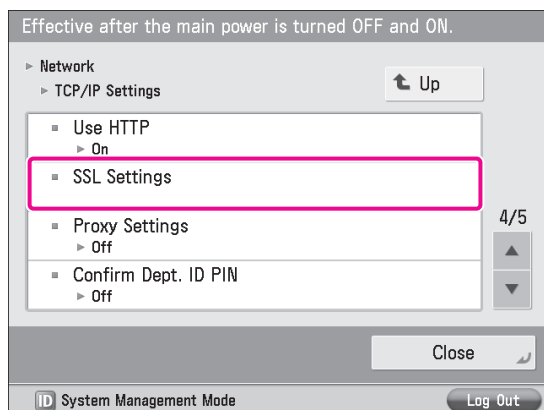 Effective after the main power is turned OFF and ON.
Network
TCP/IP Settings
Up
Use HTTP
On
SSL Settings
Proxy Settings
Off
Confirm Dept. ID PIN
Off
4/5
Close
ID System Management Mode
Log Out